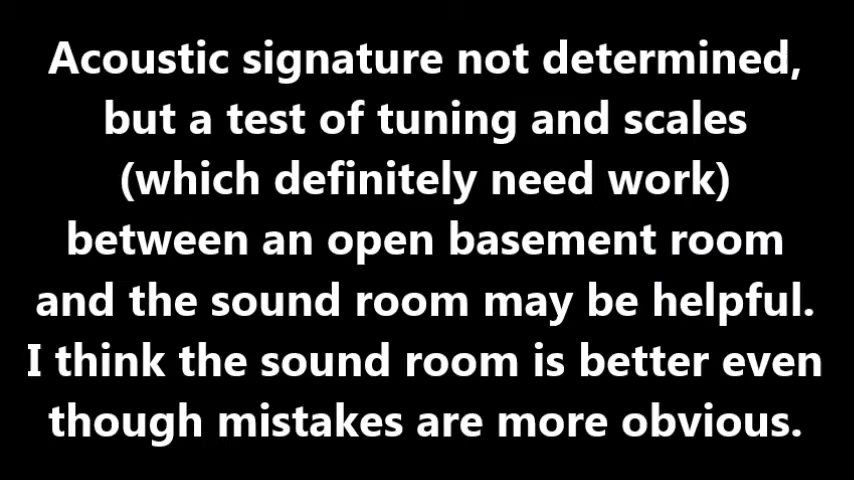 Acoustic signature not determined,
but a test of tuning and scales
(which definitely need work)
between an open basement room
and the sound room may be helpful.
I think the sound room is better even
though mistakes are more obvious.